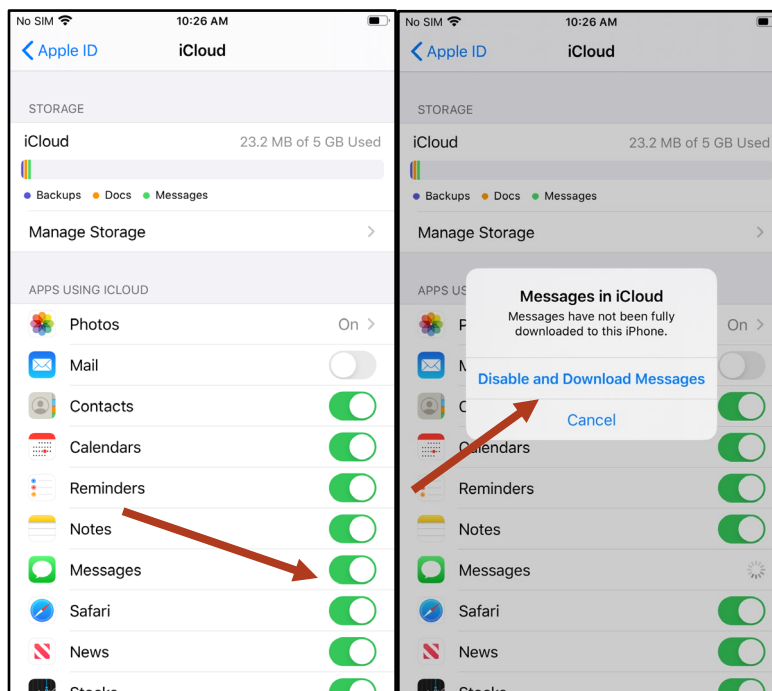 No SIM 10:26 AM
Apple ID iCloud
STORAGE
iCloud 23.2 MB of 5 GB Used
Backups Docs Messages
Manage Storage
APPS USING ICLOUD
Photos On
Mail
Contacts
Calendars
Reminders
Notes
Messages
Safari
News
Stocks
No SIM 10:26 AM
Apple ID iCloud
STORAGE
iCloud 23.2 MB of 5 GB Used
Backups Docs Messages
Manage Storage
APPS US
Messages in iCloud
Messages have not been fully
downloaded to this iPhone.
Disable and Download Messages
Cancel
P On
M
C
Calendars
Reminders
Notes
Messages
Safari
News
Stocks